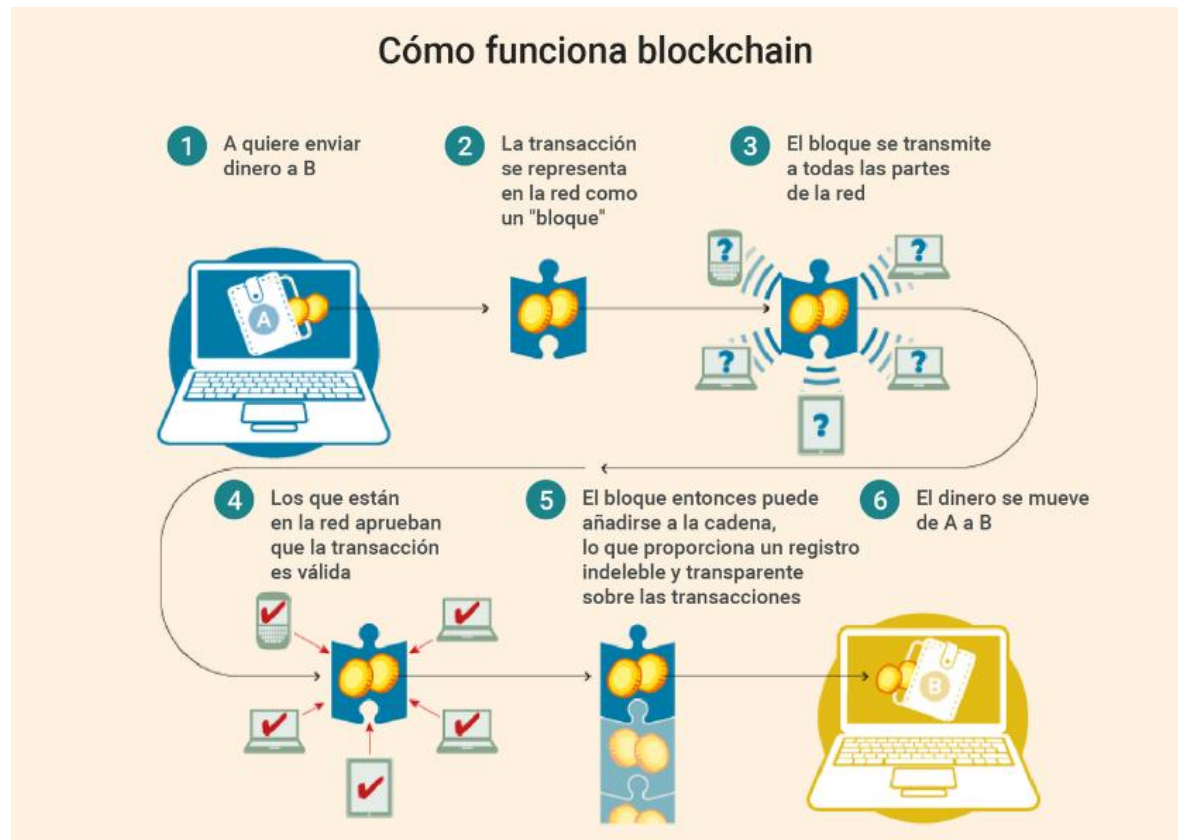 Cómo funciona blockchain
1
A quiere enviar
dinero a B
2
La transacción
se representa
en la red como
un "bloque"
3
El bloque se transmite
a todas las partes
de la red
A
?
?
?
?
?
4
Los que están
en la red aprueban
que la transacción
es válida
5
El bloque entonces puede
añadirse a la cadena,
lo que proporciona un registro
indeleble y transparente
sobre las transacciones
6
El dinero se mueve
de A a B
B